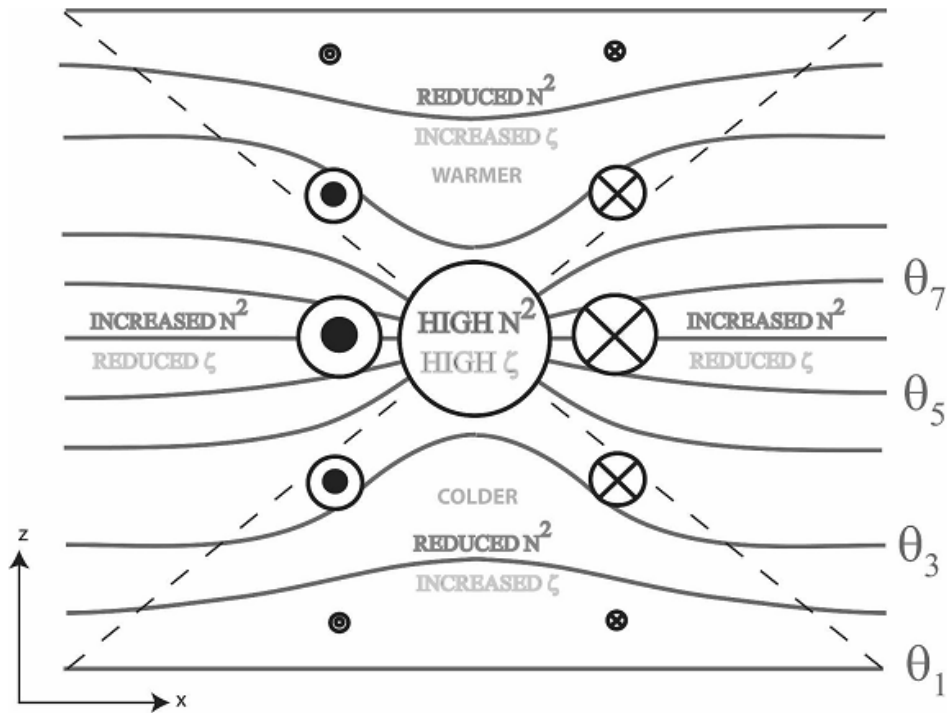 REDUCED N²
INCREASED ζ
WARMER
θ₇
INCREASED N²
REDUCED ζ
HIGH N²
HIGH ζ
INCREASED N²
REDUCED ζ
θ₅
COLDER
REDUCED N²
INCREASED ζ
θ₃
θ₁
z
x